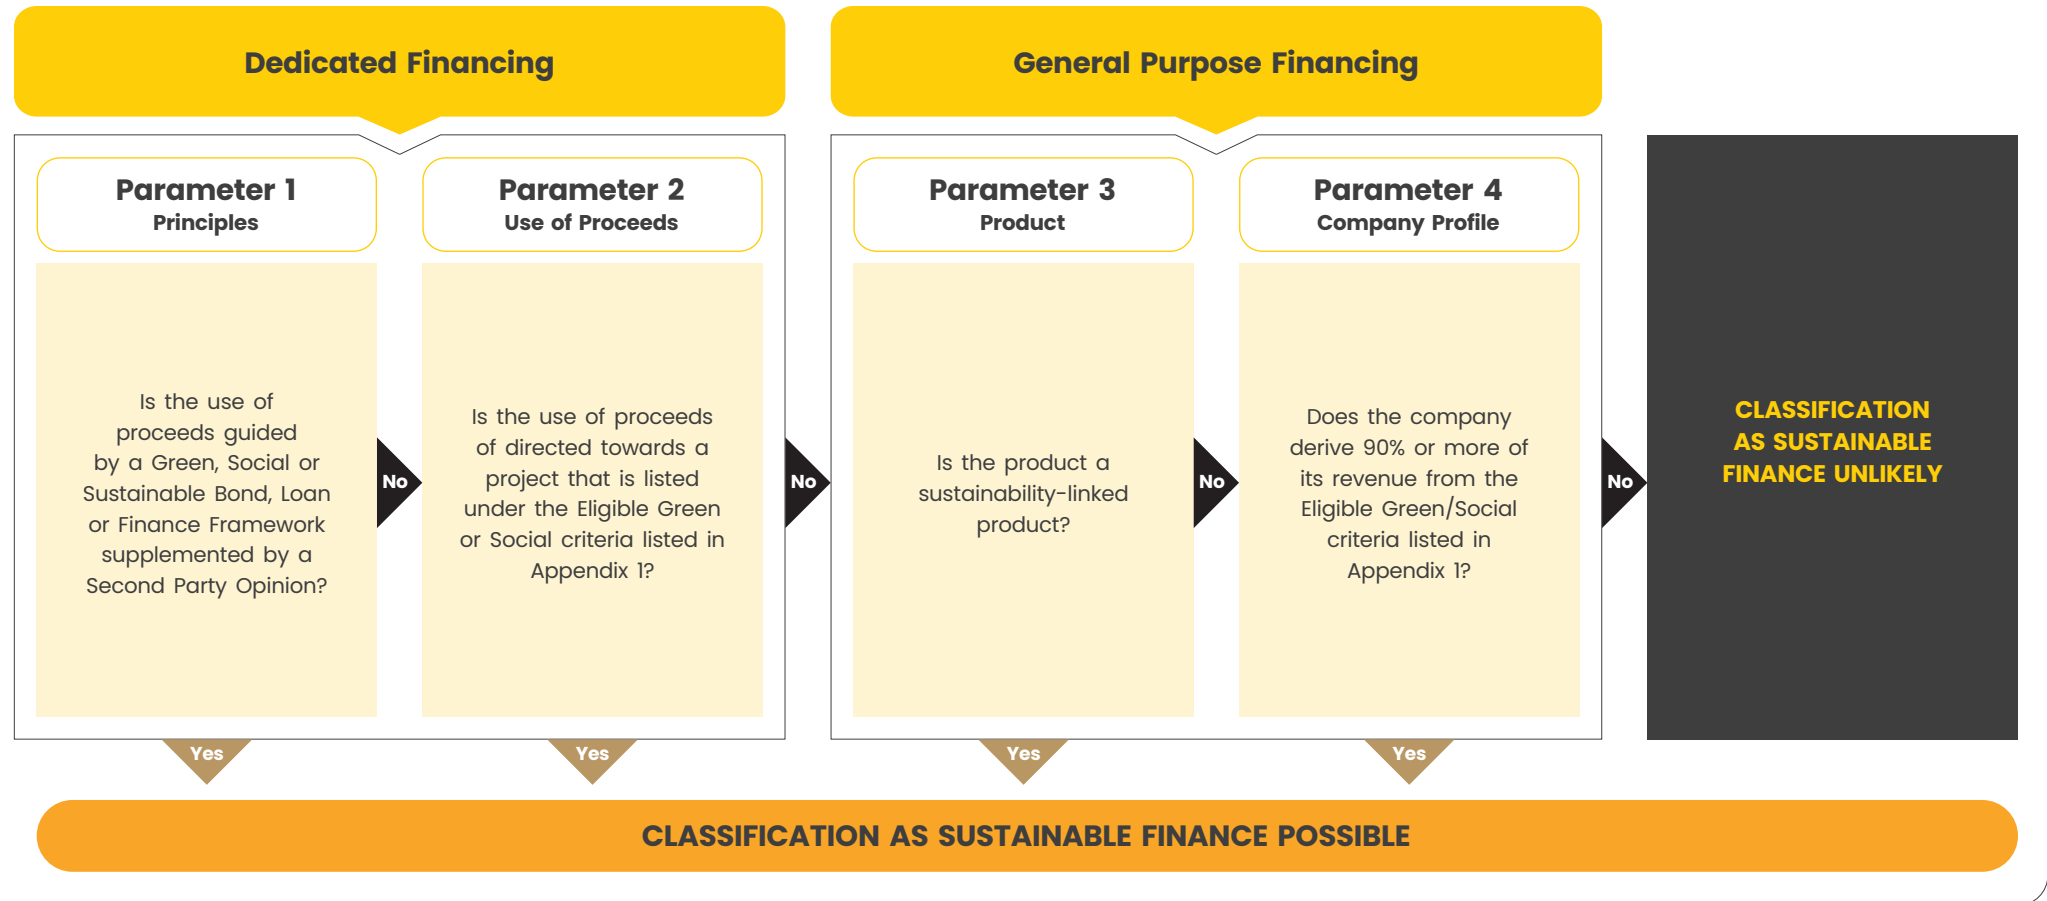 Dedicated Financing
Parameter 1
Principles
Is the use of
proceeds guided
by a Green, Social or
Sustainable Bond, Loan
or Finance Framework
supplemented by a
Second Party Opinion?
No
Yes
Parameter 2
Use of Proceeds
Is the use of proceeds
of directed towards a
project that is listed
under the Eligible Green
or Social criteria listed in
Appendix 1?
No
Yes
General Purpose Financing
Parameter 3
Product
Is the product a
sustainability-linked
product?
No
Yes
Parameter 4
Company Profile
Does the company
derive 90% or more of
its revenue from the
Eligible Green/Social
criteria listed in
Appendix 1?
No
Yes
CLASSIFICATION
AS SUSTAINABLE
FINANCE UNLIKELY
CLASSIFICATION AS SUSTAINABLE FINANCE POSSIBLE